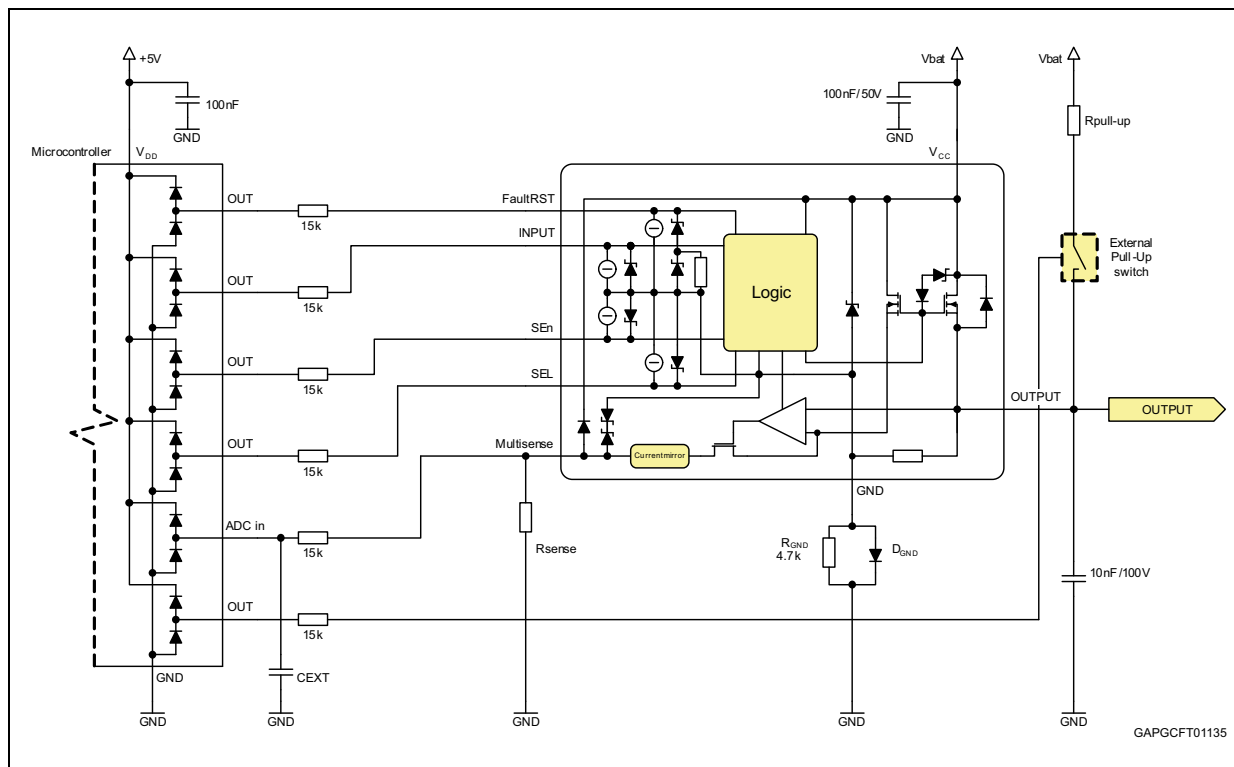 +5V
Vbat
Vbat
100nF
100nF/50V
GND
GND
Rpull-up
Microcontroller
VDD
VCC
OUT
15k
FaultRST
INPUT
OUT
15k
Logic
External
Pull-Up
switch
SEn
OUT
15k
SEL
OUTPUT
OUTPUT
OUT
15k
Multisense
Currentmirror
GND
ADC in
15k
Rsense
RGND
4.7k
DGND
10nF/100V
OUT
15k
GND
CEXT
GND
GND
GND
GND
GND
GAPGCFT01135